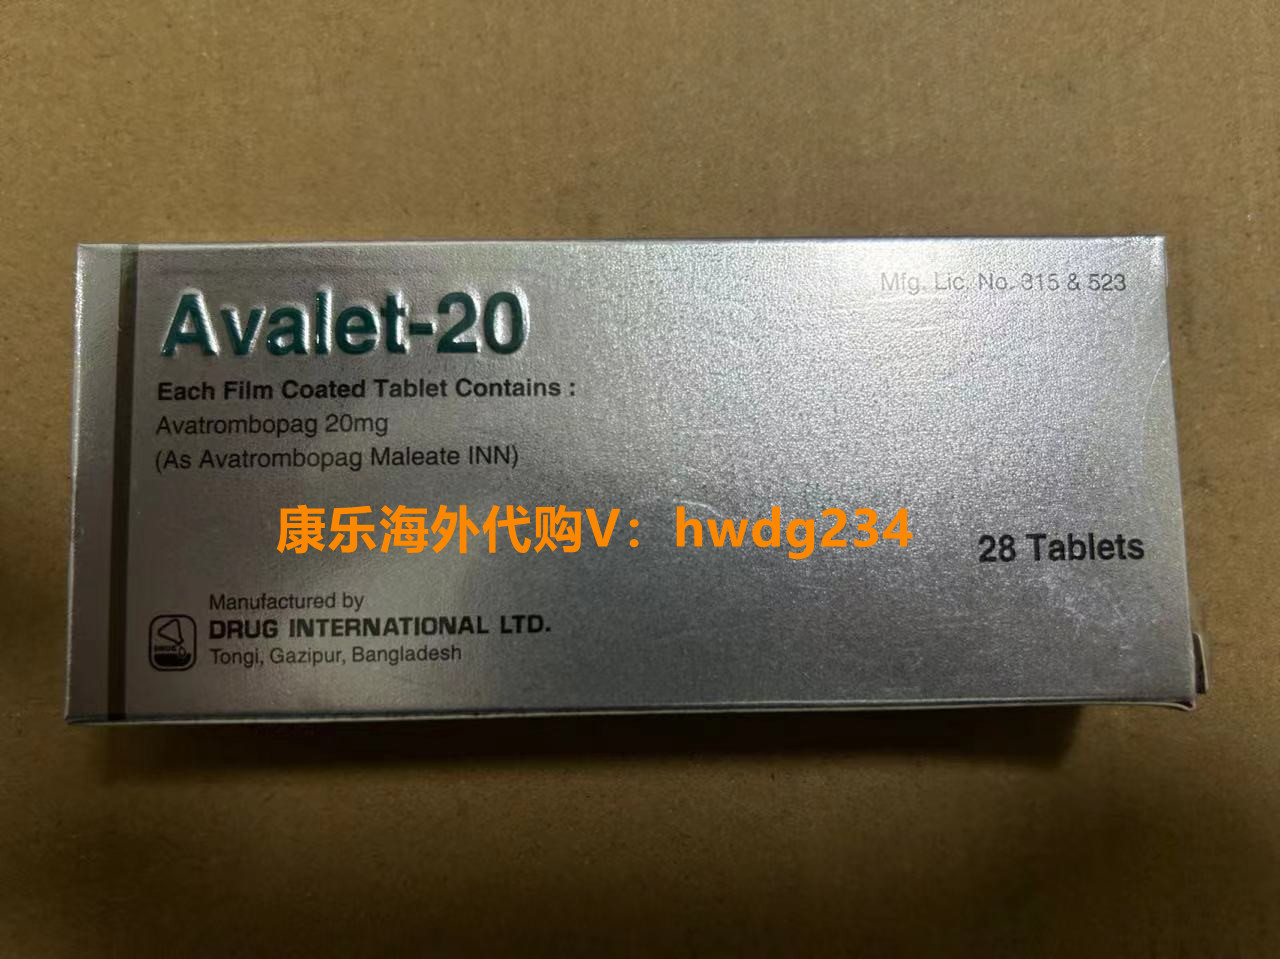 Avalet-20
Mfg. Lic. No. 315 & 523
Each Film Coated Tablet Contains :
Avatrombopag 20mg
(As Avatrombopag Maleate INN)
康乐海外代购V：hwdg234
28 Tablets
Manufactured by
DRUG INTERNATIONAL LTD.
Tongi, Gazipur, Bangladesh
DRUG